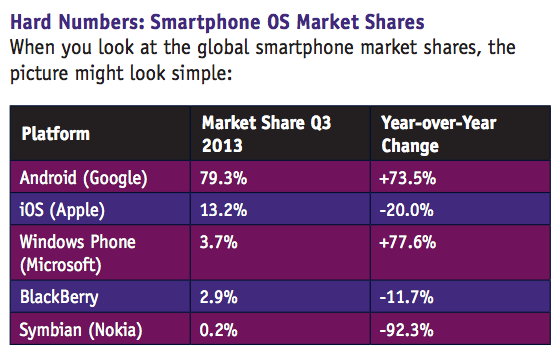 Hard Numbers: Smartphone OS Market Shares
When you look at the global smartphone market shares, the
picture might look simple:
Platform Market Share Q3 2013 Year-over-Year Change
Android (Google) 79.3% +73.5%
iOS (Apple) 13.2% -20.0%
Windows Phone (Microsoft) 3.7% +77.6%
BlackBerry 2.9% -11.7%
Symbian (Nokia) 0.2% -92.3%